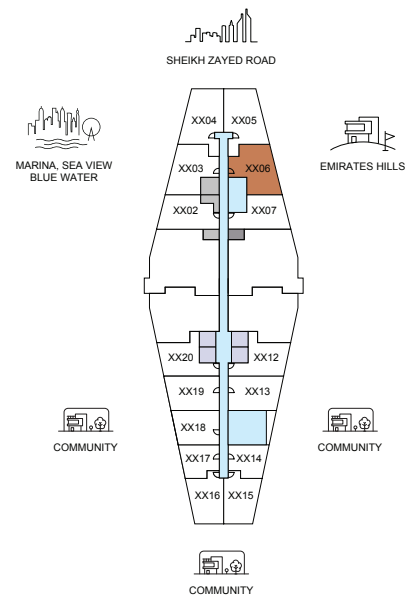 SHEIKH ZAYED ROAD
XX04
XX05
MARINA, SEA VIEW
BLUE WATER
EMIRATES HILLS
XX03
XX06
XX02
XX07
XX20
XX12
XX19
XX13
XX18
COMMUNITY
COMMUNITY
XX17
XX14
XX16
XX15
COMMUNITY